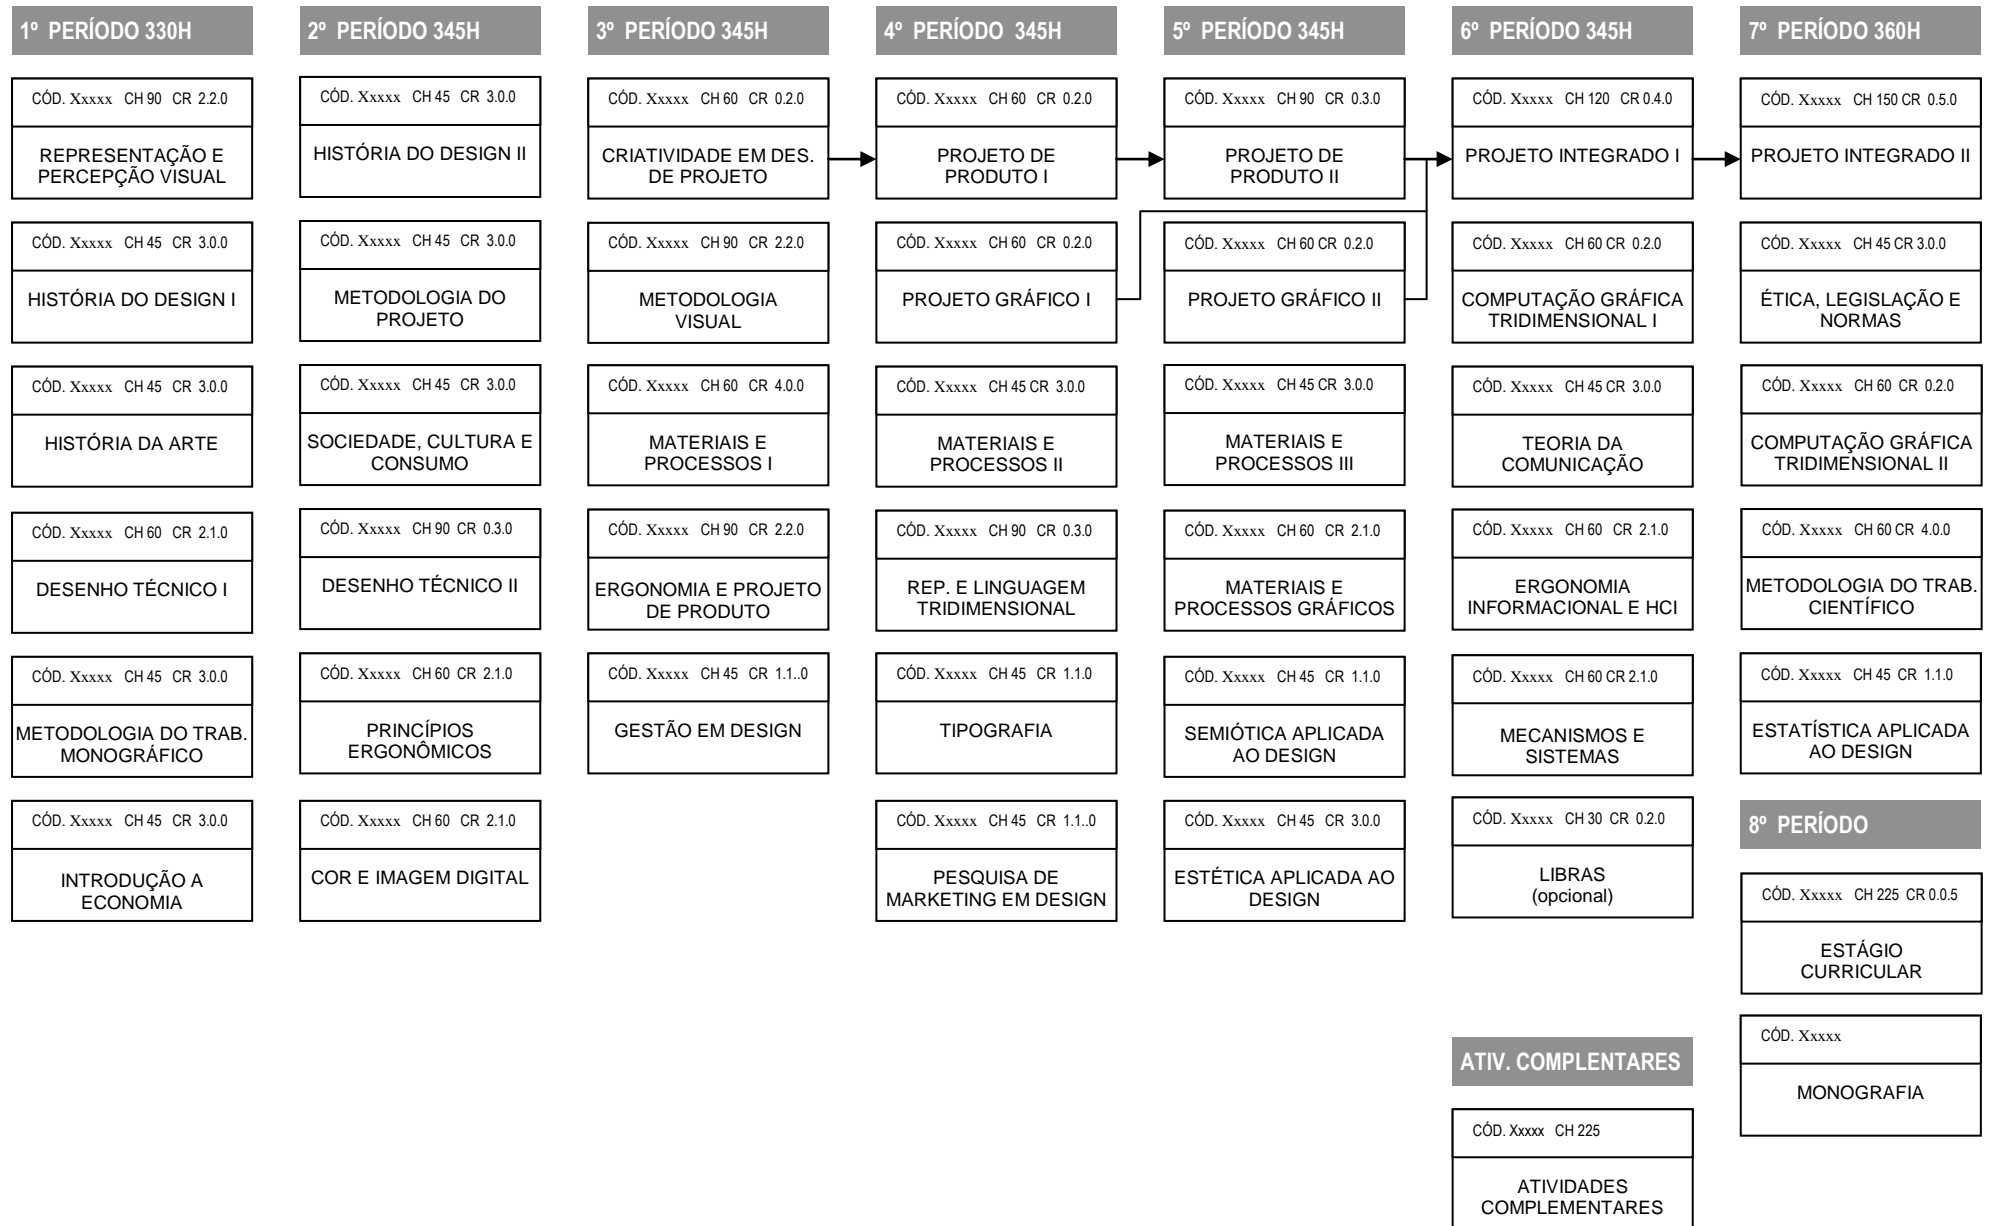 1º PERÍODO 330H
CÓD. Xxxxx CH 90 CR 2.2.0
REPRESENTAÇÃO E
PERCEPÇÃO VISUAL
CÓD. Xxxxx CH 45 CR 3.0.0
HISTÓRIA DO DESIGN I
CÓD. Xxxxx CH 45 CR 3.0.0
HISTÓRIA DA ARTE
CÓD. Xxxxx CH 60 CR 2.1.0
DESENHO TÉCNICO I
CÓD. Xxxxx CH 45 CR 3.0.0
METODOLOGIA DO TRAB.
MONOGRÁFICO
CÓD. Xxxxx CH 45 CR 3.0.0
INTRODUÇÃO A
ECONOMIA
2º PERÍODO 345H
CÓD. Xxxxx CH 45 CR 3.0.0
HISTÓRIA DO DESIGN II
CÓD. Xxxxx CH 45 CR 3.0.0
METODOLOGIA DO
PROJETO
CÓD. Xxxxx CH 45 CR 3.0.0
SOCIEDADE, CULTURA E
CONSUMO
CÓD. Xxxxx CH 90 CR 0.3.0
DESENHO TÉCNICO II
CÓD. Xxxxx CH 60 CR 2.1.0
PRINCÍPIOS
ERGONÔMICOS
CÓD. Xxxxx CH 60 CR 2.1.0
COR E IMAGEM DIGITAL
3º PERÍODO 345H
CÓD. Xxxxx CH 60 CR 0.2.0
CRIATIVIDADE EM DES.
DE PROJETO
CÓD. Xxxxx CH 90 CR 2.2.0
METODOLOGIA
VISUAL
CÓD. Xxxxx CH 60 CR 4.0.0
MATERIAIS E
PROCESSOS I
CÓD. Xxxxx CH 90 CR 2.2.0
ERGONOMIA E PROJETO
DE PRODUTO
CÓD. Xxxxx CH 45 CR 1.1..0
GESTÃO EM DESIGN
4º PERÍODO 345H
CÓD. Xxxxx CH 60 CR 0.2.0
PROJETO DE
PRODUTO I
CÓD. Xxxxx CH 60 CR 0.2.0
PROJETO GRÁFICO I
CÓD. Xxxxx CH 45 CR 3.0.0
MATERIAIS E
PROCESSOS II
CÓD. Xxxxx CH 90 CR 0.3.0
REP. E LINGUAGEM
TRIDIMENSIONAL
CÓD. Xxxxx CH 45 CR 1.1.0
TIPOGRAFIA
CÓD. Xxxxx CH 45 CR 1.1..0
PESQUISA DE
MARKETING EM DESIGN
5º PERÍODO 345H
CÓD. Xxxxx CH 90 CR 0.3.0
PROJETO DE
PRODUTO II
CÓD. Xxxxx CH 60 CR 0.2.0
PROJETO GRÁFICO II
CÓD. Xxxxx CH 45 CR 3.0.0
MATERIAIS E
PROCESSOS III
CÓD. Xxxxx CH 60 CR 2.1.0
MATERIAIS E
PROCESSOS GRÁFICOS
CÓD. Xxxxx CH 45 CR 1.1.0
SEMIÓTICA APLICADA
AO DESIGN
CÓD. Xxxxx CH 45 CR 3.0.0
ESTÉTICA APLICADA AO
DESIGN
6º PERÍODO 345H
CÓD. Xxxxx CH 120 CR 0.4.0
PROJETO INTEGRADO I
CÓD. Xxxxx CH 60 CR 0.2.0
COMPUTAÇÃO GRÁFICA
TRIDIMENSIONAL I
CÓD. Xxxxx CH 45 CR 3.0.0
TEORIA DA
COMUNICAÇÃO
CÓD. Xxxxx CH 60 CR 2.1.0
ERGONOMIA
INFORMACIONAL E HCI
CÓD. Xxxxx CH 60 CR 2.1.0
MECANISMOS E
SISTEMAS
CÓD. Xxxxx CH 30 CR 0.2.0
LIBRAS
(opcional)
ATIV. COMPLENTARES
CÓD. Xxxxx CH 225
ATIVIDADES
COMPLEMENTARES
7º PERÍODO 360H
CÓD. Xxxxx CH 150 CR 0.5.0
PROJETO INTEGRADO II
CÓD. Xxxxx CH 45 CR 3.0.0
ÉTICA, LEGISLAÇÃO E
NORMAS
CÓD. Xxxxx CH 60 CR 0.2.0
COMPUTAÇÃO GRÁFICA
TRIDIMENSIONAL II
CÓD. Xxxxx CH 60 CR 4.0.0
METODOLOGIA DO TRAB.
CIENTÍFICO
CÓD. Xxxxx CH 45 CR 1.1.0
ESTATÍSTICA APLICADA
AO DESIGN
8º PERÍODO
CÓD. Xxxxx CH 225 CR 0.0.5
ESTÁGIO
CURRICULAR
CÓD. Xxxxx
MONOGRAFIA